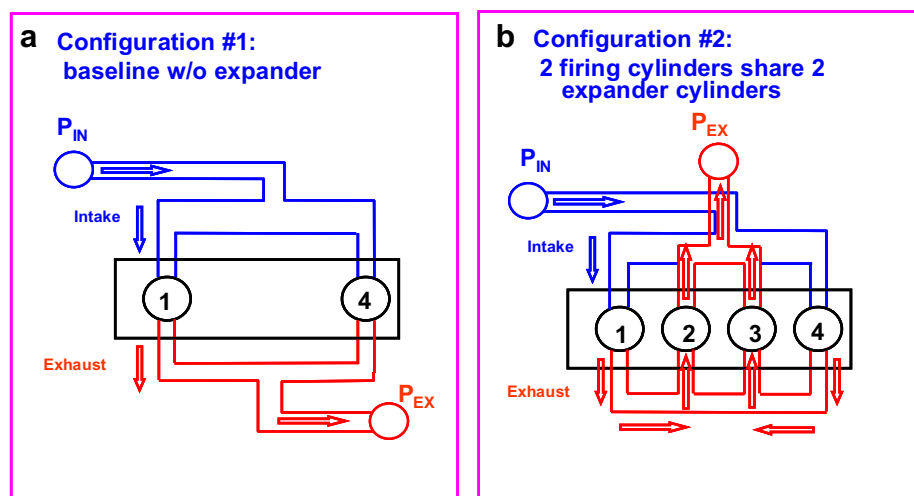 a
Configuration #1:
baseline w/o expander
P_IN
Intake
1
4
Exhaust
P_EX
b
Configuration #2:
2 firing cylinders share 2
expander cylinders
P_EX
P_IN
Intake
1
2
3
4
Exhaust